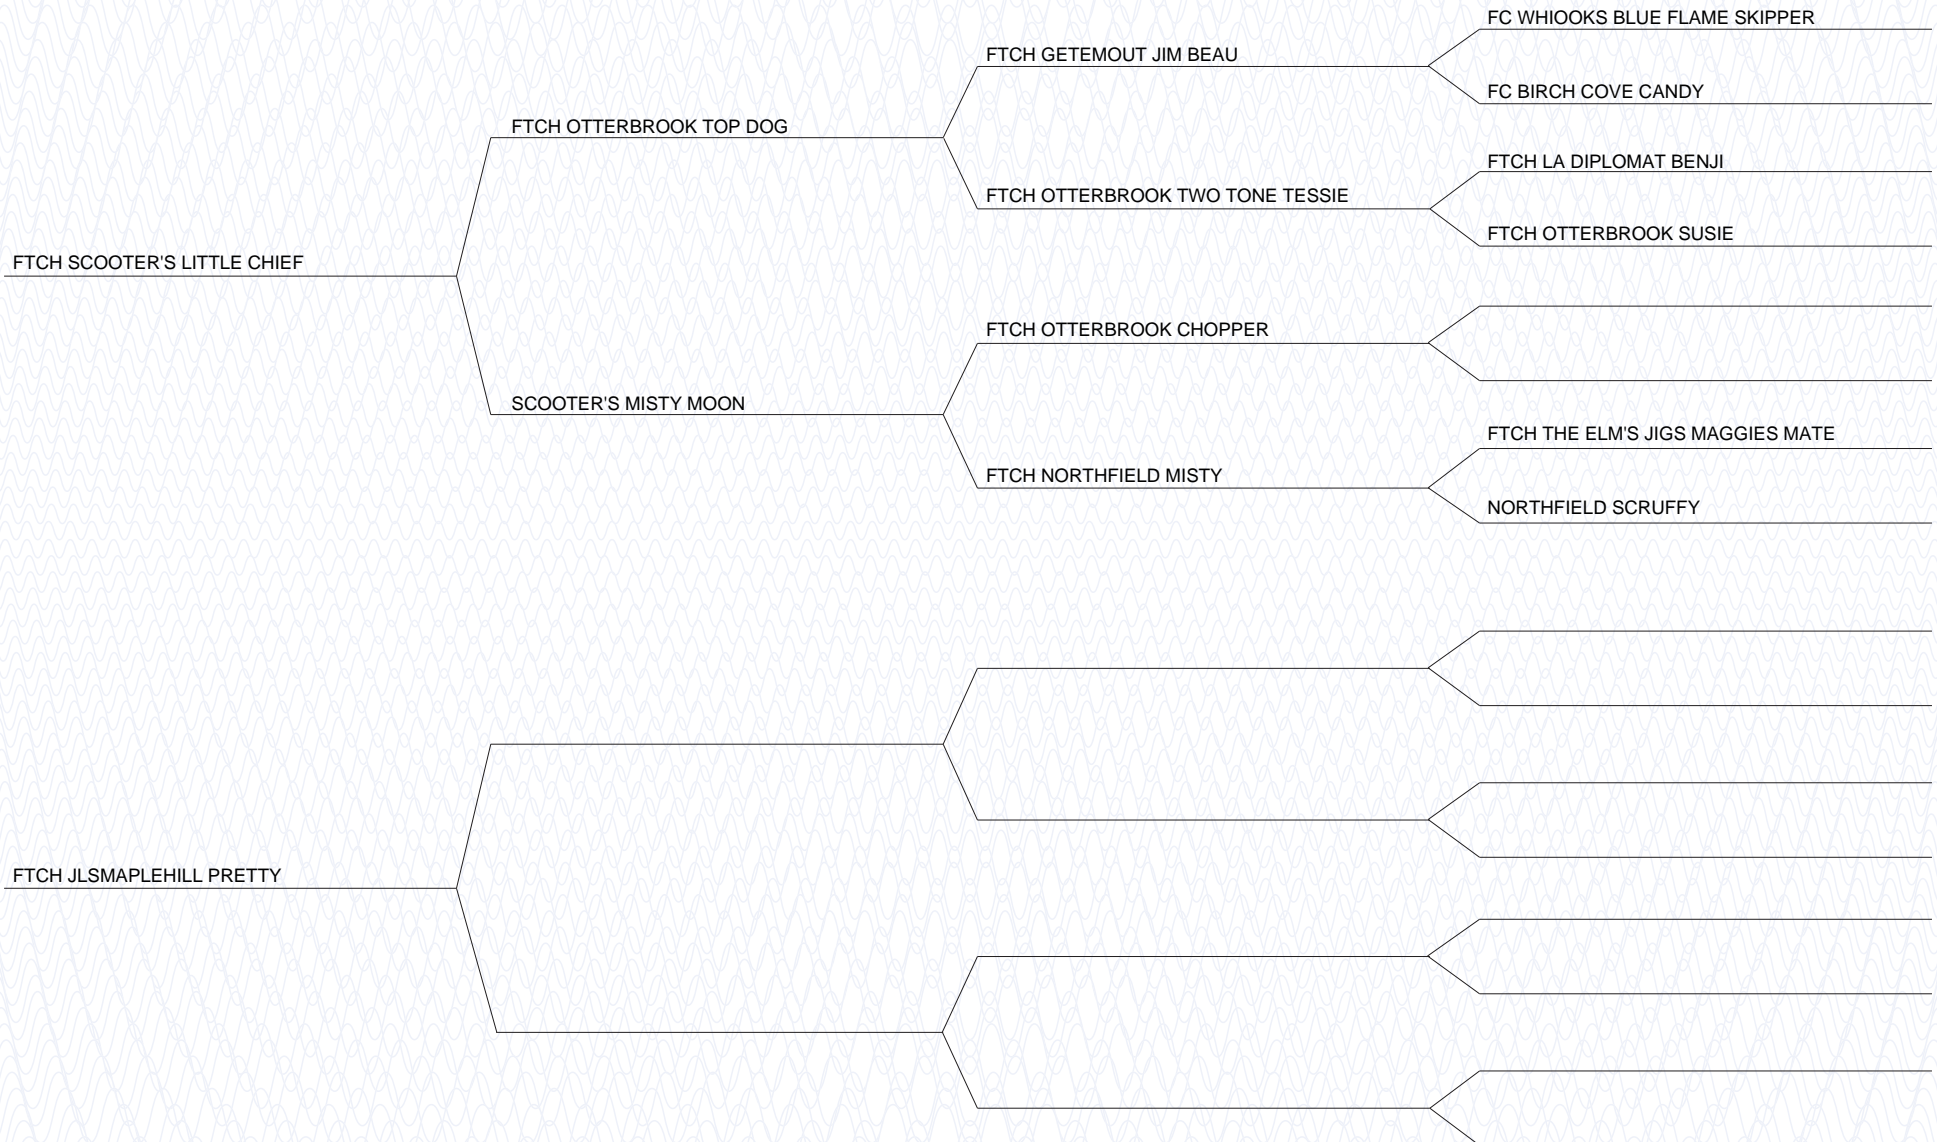 FC WHIOOKS BLUE FLAME SKIPPER
FTCH GETEMOUT JIM BEAU
FC BIRCH COVE CANDY
FTCH OTTERBROOK TOP DOG
FTCH LA DIPLOMAT BENJI
FTCH OTTERBROOK TWO TONE TESSIE
FTCH OTTERBROOK SUSIE
FTCH SCOOTER'S LITTLE CHIEF
FTCH OTTERBROOK CHOPPER
SCOOTER'S MISTY MOON
FTCH THE ELM'S JIGS MAGGIES MATE
FTCH NORTHFIELD MISTY
NORTHFIELD SCRUFFY
FTCH JLSMAPLEHILL PRETTY